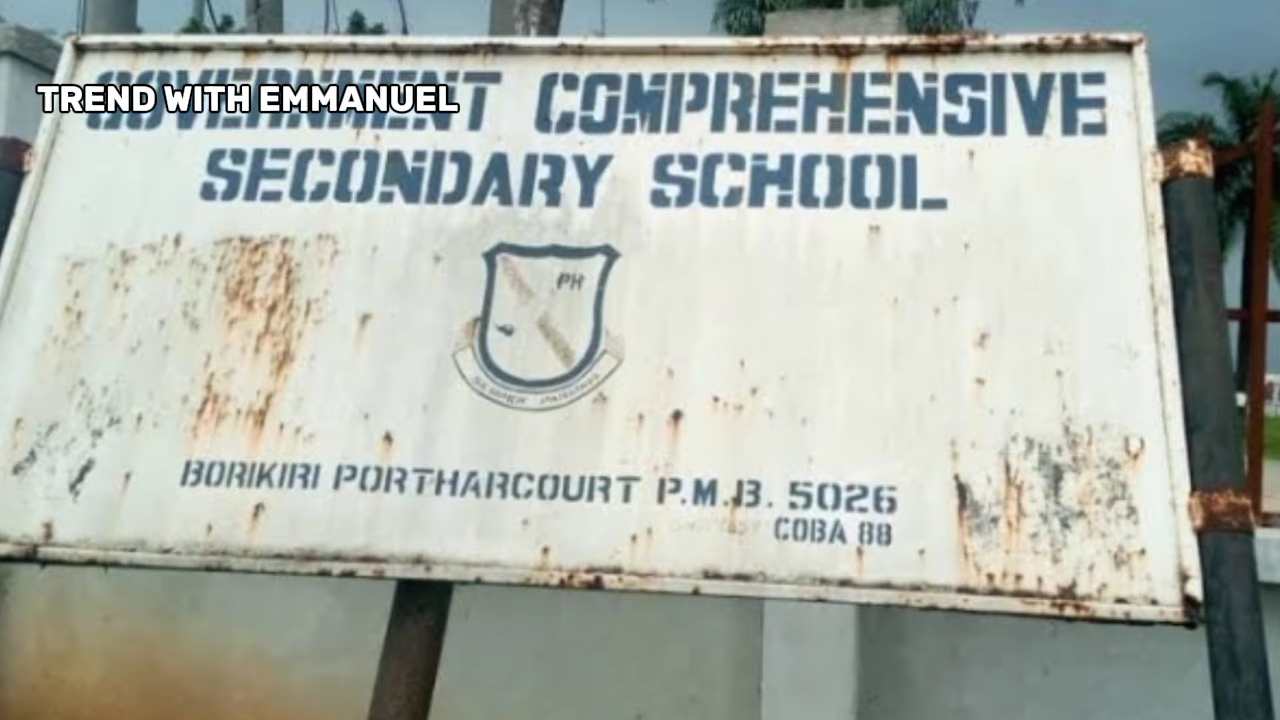 TREND WITH EMMANUEL
GOVERNMENT COMPREHENSIVE
SECONDARY SCHOOL
PH
BORIKIRI PORTHARCOURT P.M.B. 5026
COBA 88